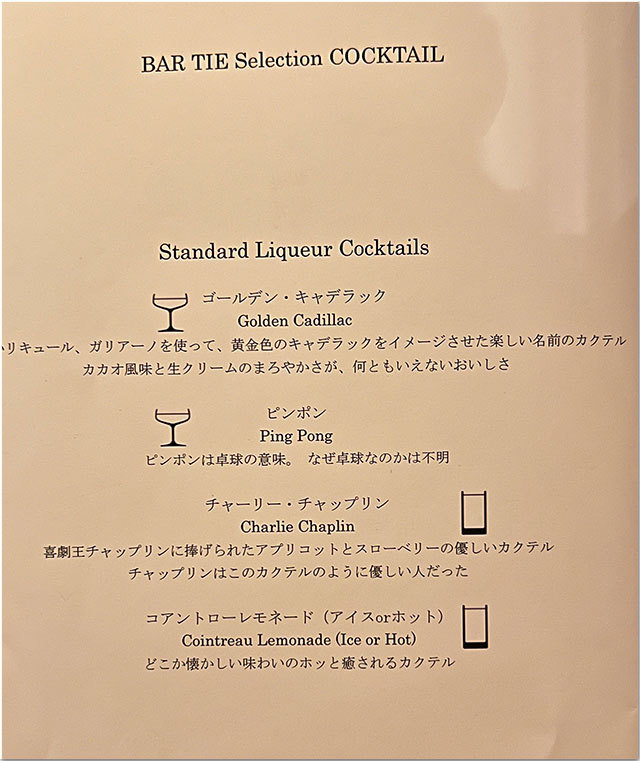 BAR TIE Selection COCKTAIL
Standard Liqueur Cocktails
ゴールデン・キャデラック
Golden Cadillac
リキュール、ガリアーノを使って、黄金色のキャデラックをイメージさせた楽しい名前のカクテル
カカオ風味と生クリームのまろやかさが、何ともいえないおいしさ
ピンポン
Ping Pong
ピンポンは卓球の意味。 なぜ卓球なのかは不明
チャーリー・チャップリン
Charlie Chaplin
喜劇王チャップリンに捧げられたアプリコットとスローベリーの優しいカクテル
チャップリンはこのカクテルのように優しい人だった
コアントローレモネード（アイスorホット）
Cointreau Lemonade (Ice or Hot)
どこか懐かしい味わいのホッと癒されるカクテル